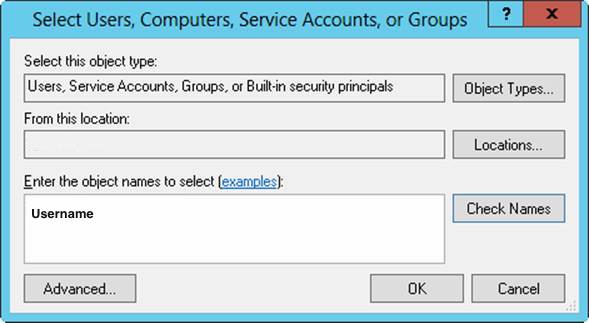 Select Users, Computers, Service Accounts, or Groups
? x
Select this object type:
Users, Service Accounts, Groups, or Built-in security principals
Object Types...
From this location:
Locations...
Enter the object names to select (examples):
Username
Check Names
Advanced...
OK
Cancel